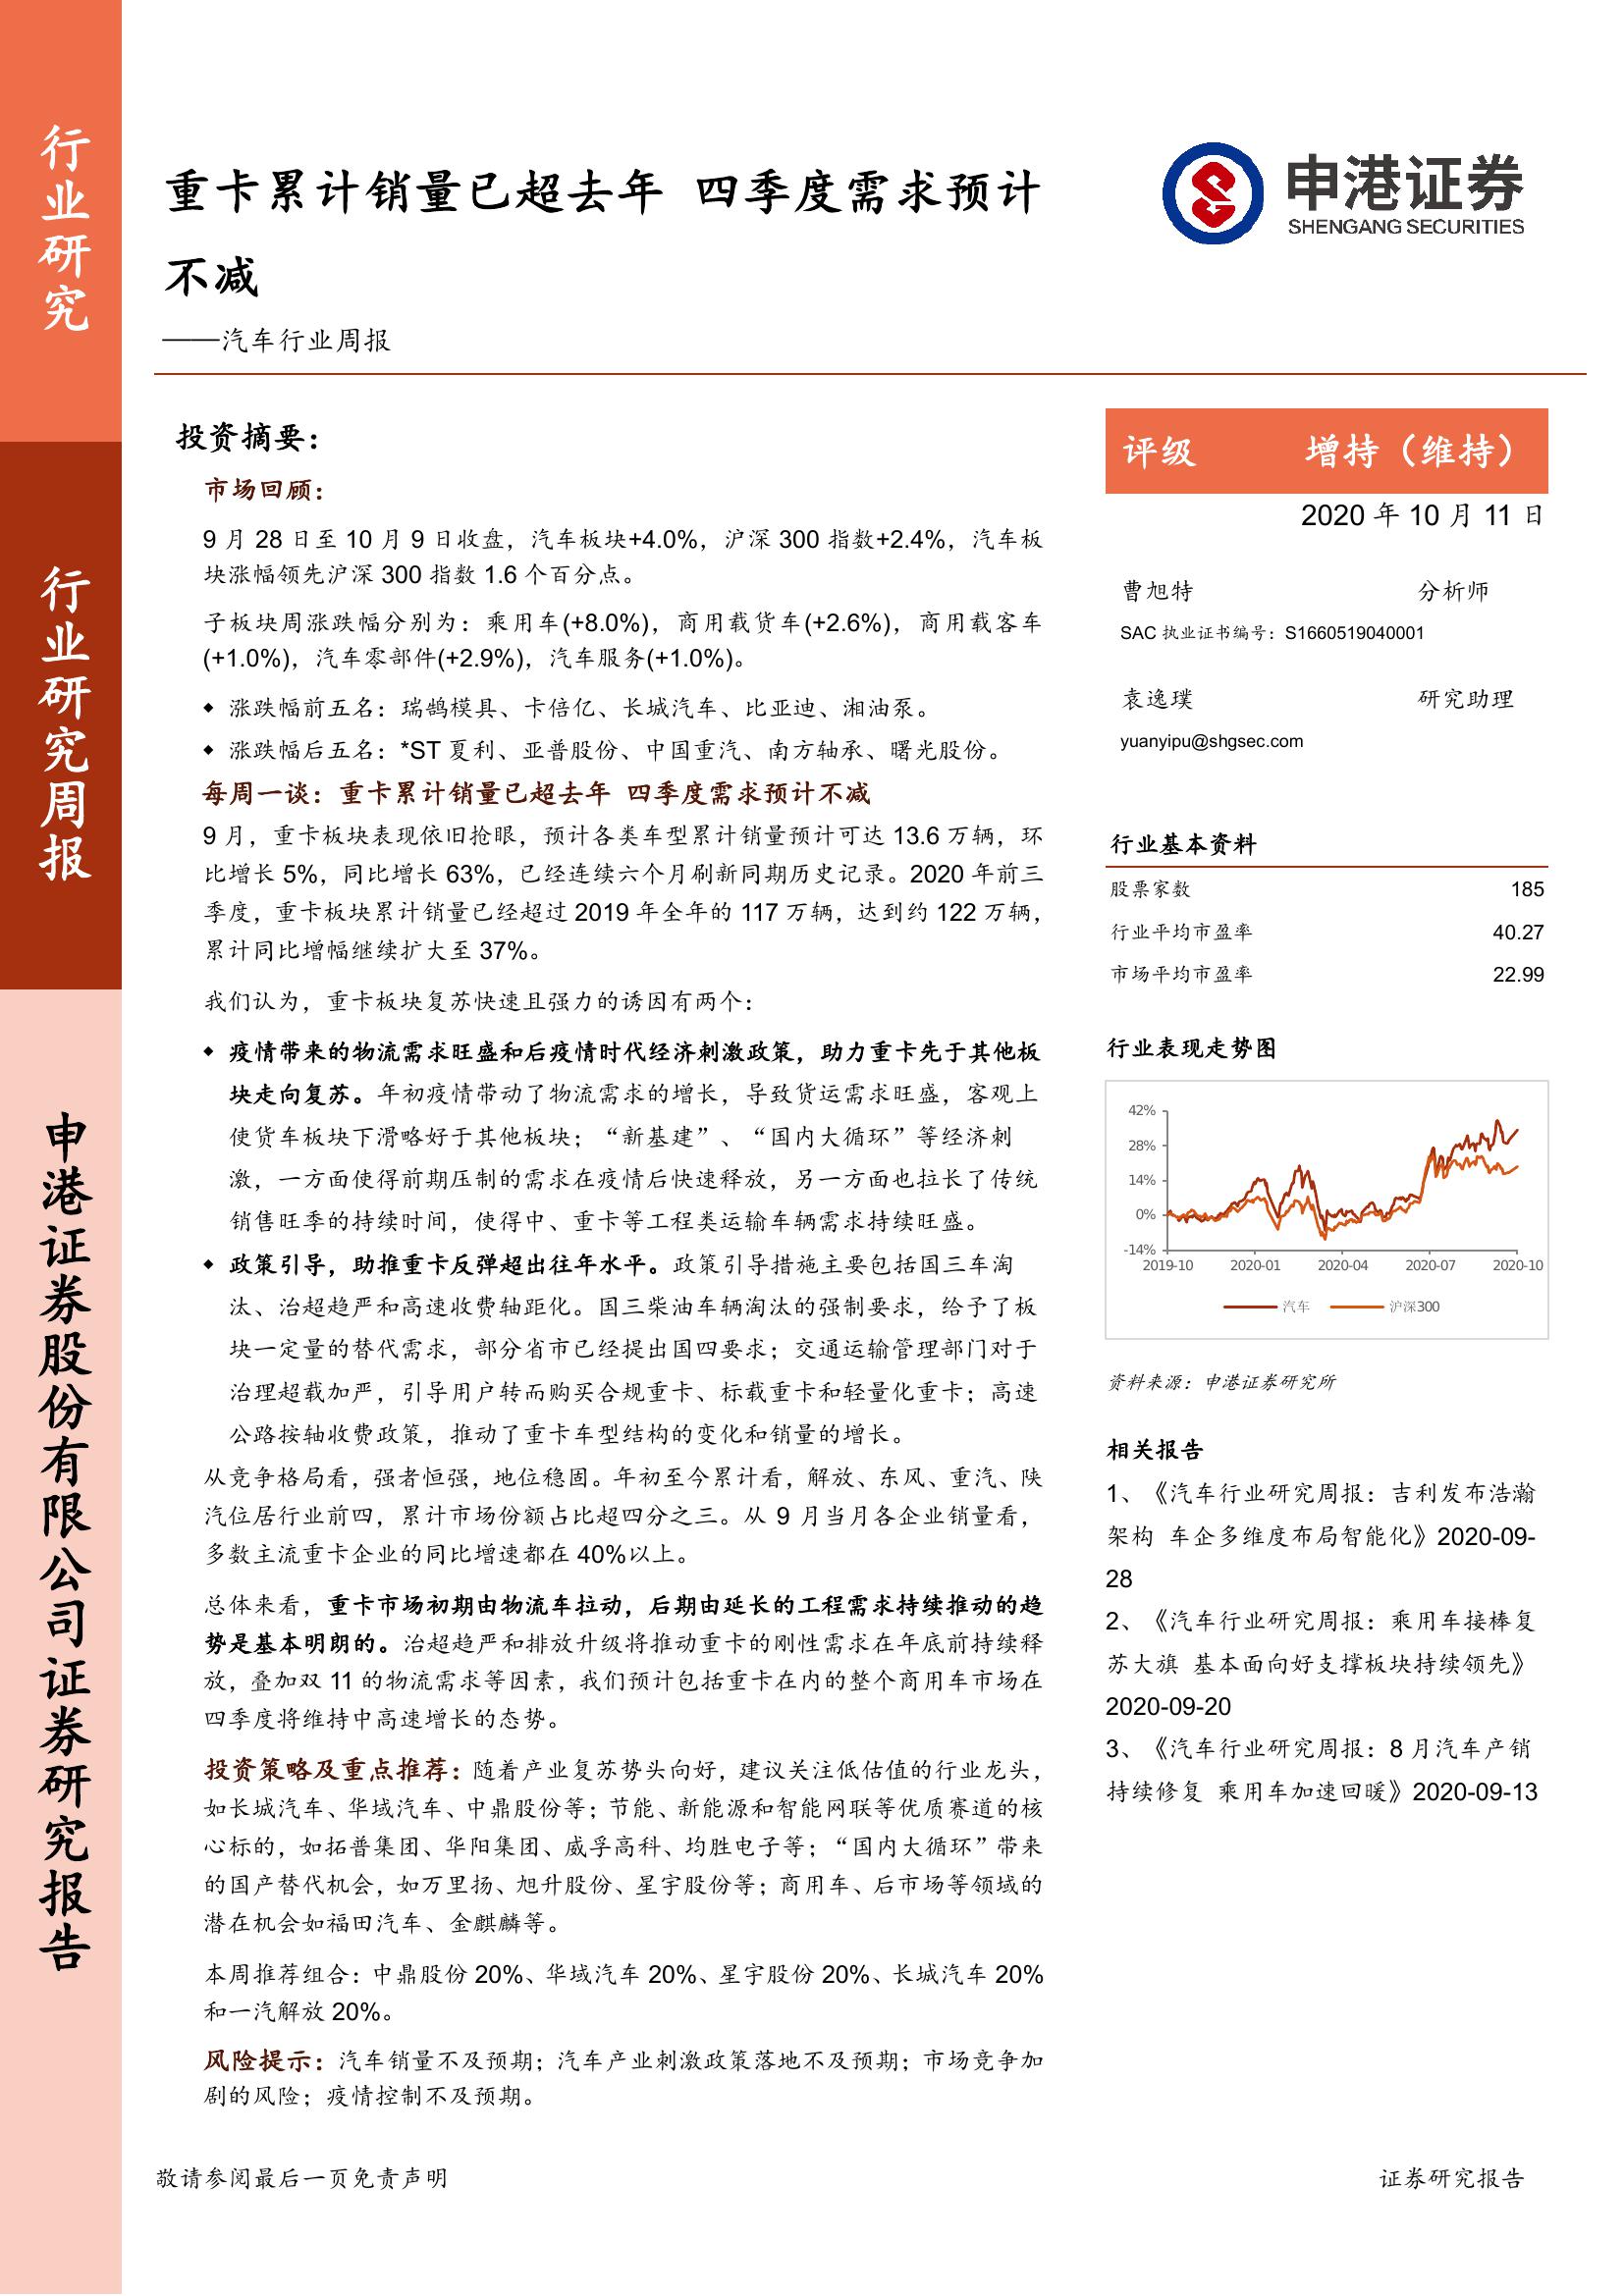 行业研究
行业研究周报
申港证券股份有限公司证券研究报告
重卡累计销量已超去年 四季度需求预计
不减
——汽车行业周报
申港证券
SHENGANG SECURITIES
投资摘要：
市场回顾：
9 月 28 日至 10 月 9 日收盘，汽车板块+4.0%，沪深 300 指数+2.4%，汽车板
块涨幅领先沪深 300 指数 1.6 个百分点。
子板块周涨跌幅分别为：乘用车(+8.0%)，商用载货车(+2.6%)，商用载客车
(+1.0%)，汽车零部件(+2.9%)，汽车服务(+1.0%)。
◆ 涨跌幅前五名：瑞鹄模具、卡倍亿、长城汽车、比亚迪、湘油泵。
◆ 涨跌幅后五名：*ST 夏利、亚普股份、中国重汽、南方轴承、曙光股份。
每周一谈：重卡累计销量已超去年 四季度需求预计不减
9 月，重卡板块表现依旧抢眼，预计各类车型累计销量预计可达 13.6 万辆，环
比增长 5%，同比增长 63%，已经连续六个月刷新同期历史记录。2020 年前三
季度，重卡板块累计销量已经超过 2019 年全年的 117 万辆，达到约 122 万辆，
累计同比增幅继续扩大至 37%。
我们认为，重卡板块复苏快速且强力的诱因有两个：
◆ 疫情带来的物流需求旺盛和后疫情时代经济刺激政策，助力重卡先于其他板
块走向复苏。年初疫情带动了物流需求的增长，导致货运需求旺盛，客观上
使货车板块下滑略好于其他板块；“新基建”、“国内大循环”等经济刺
激，一方面使得前期压制的需求在疫情后快速释放，另一方面也拉长了传统
销售旺季的持续时间，使得中、重卡等工程类运输车辆需求持续旺盛。
◆ 政策引导，助推重卡反弹超出往年水平。政策引导措施主要包括国三车淘
汰、治超趋严和高速收费轴距化。国三柴油车辆淘汰的强制要求，给予了板
块一定量的替代需求，部分省市已经提出国四要求；交通运输管理部门对于
治理超载加严，引导用户转而购买合规重卡、标载重卡和轻量化重卡；高速
公路按轴收费政策，推动了重卡车型结构的变化和销量的增长。
从竞争格局看，强者恒强，地位稳固。年初至今累计看，解放、东风、重汽、陕
汽位居行业前四，累计市场份额占比超四分之三。从 9 月当月各企业销量看，
多数主流重卡企业的同比增速都在 40%以上。
总体来看，重卡市场初期由物流车拉动，后期由延长的工程需求持续推动的趋
势是基本明朗的。治超趋严和排放升级将推动重卡的刚性需求在年底前持续释
放，叠加双 11 的物流需求等因素，我们预计包括重卡在内的整个商用车市场在
四季度将维持中高速增长的态势。
投资策略及重点推荐：随着产业复苏势头向好，建议关注低估值的行业龙头，
如长城汽车、华域汽车、中鼎股份等；节能、新能源和智能网联等优质赛道的核
心标的，如拓普集团、华阳集团、威孚高科、均胜电子等；“国内大循环”带来
的国产替代机会，如万里扬、旭升股份、星宇股份等；商用车、后市场等领域的
潜在机会如福田汽车、金麒麟等。
本周推荐组合：中鼎股份 20%、华域汽车 20%、星宇股份 20%、长城汽车 20%
和一汽解放 20%。
风险提示：汽车销量不及预期；汽车产业刺激政策落地不及预期；市场竞争加
剧的风险；疫情控制不及预期。
评级 增持（维持）
2020 年 10 月 11 日
曹旭特 分析师
SAC 执业证书编号：S1660519040001
袁逸璞 研究助理
yuanyipu@shgsec.com
行业基本资料
股票家数 185
行业平均市盈率 40.27
市场平均市盈率 22.99
行业表现走势图
42%
28%
14%
0%
-14%
2019-10 2020-01 2020-04 2020-07 2020-10
汽车 沪深300
资料来源：申港证券研究所
相关报告
1、《汽车行业研究周报：吉利发布浩瀚
架构 车企多维度布局智能化》2020-09-
28
2、《汽车行业研究周报：乘用车接棒复
苏大旗 基本面向好支撑板块持续领先》
2020-09-20
3、《汽车行业研究周报：8 月汽车产销
持续修复 乘用车加速回暖》2020-09-13
敬请参阅最后一页免责声明 证券研究报告